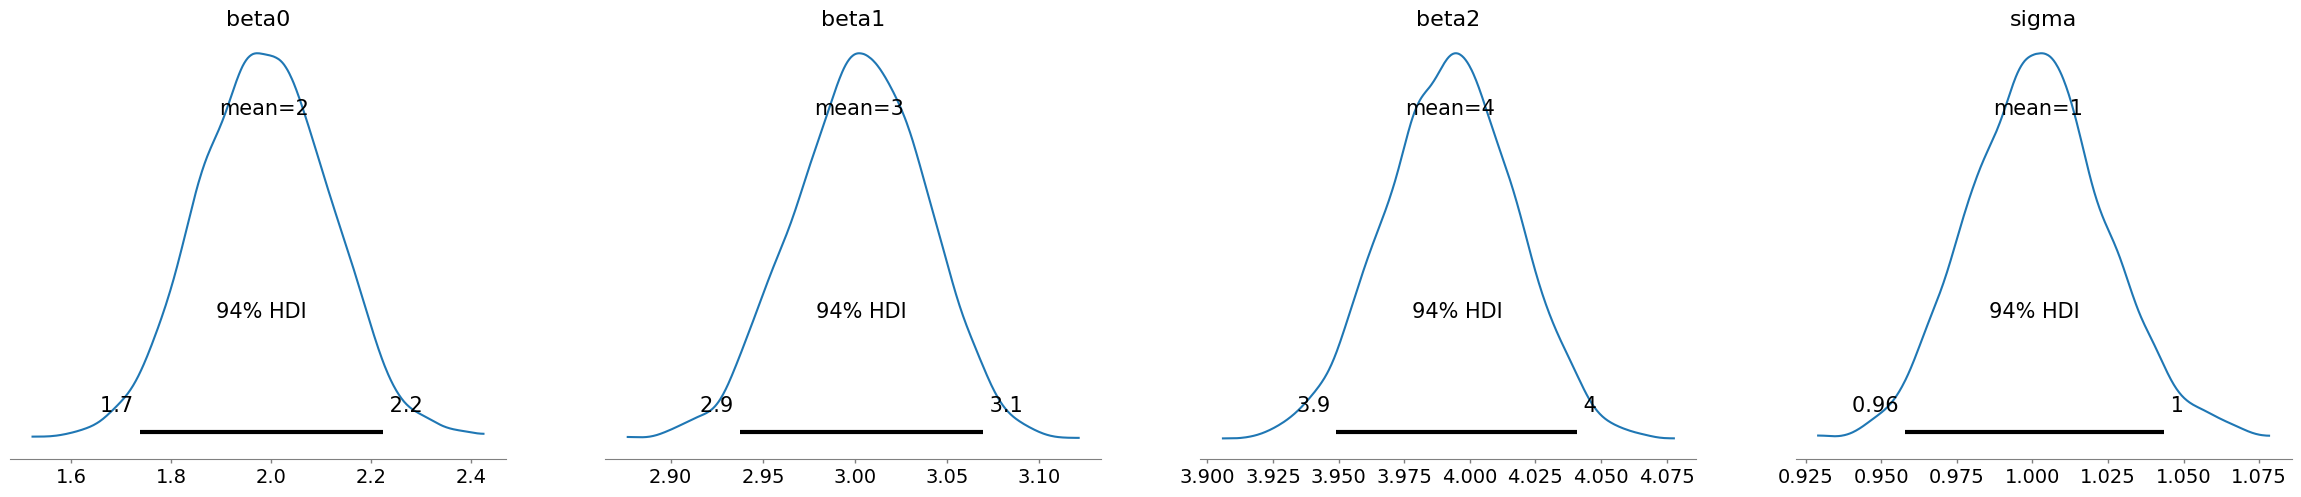 beta0
mean=2
94% HDI
1.7 2.2
1.6 1.8 2.0 2.2 2.4
beta1
mean=3
94% HDI
2.9 3.1
2.90 2.95 3.00 3.05 3.10
beta2
mean=4
94% HDI
3.9 4
3.900 3.925 3.950 3.975 4.000 4.025 4.050 4.075
sigma
mean=1
94% HDI
0.96 1
0.925 0.950 0.975 1.000 1.025 1.050 1.075